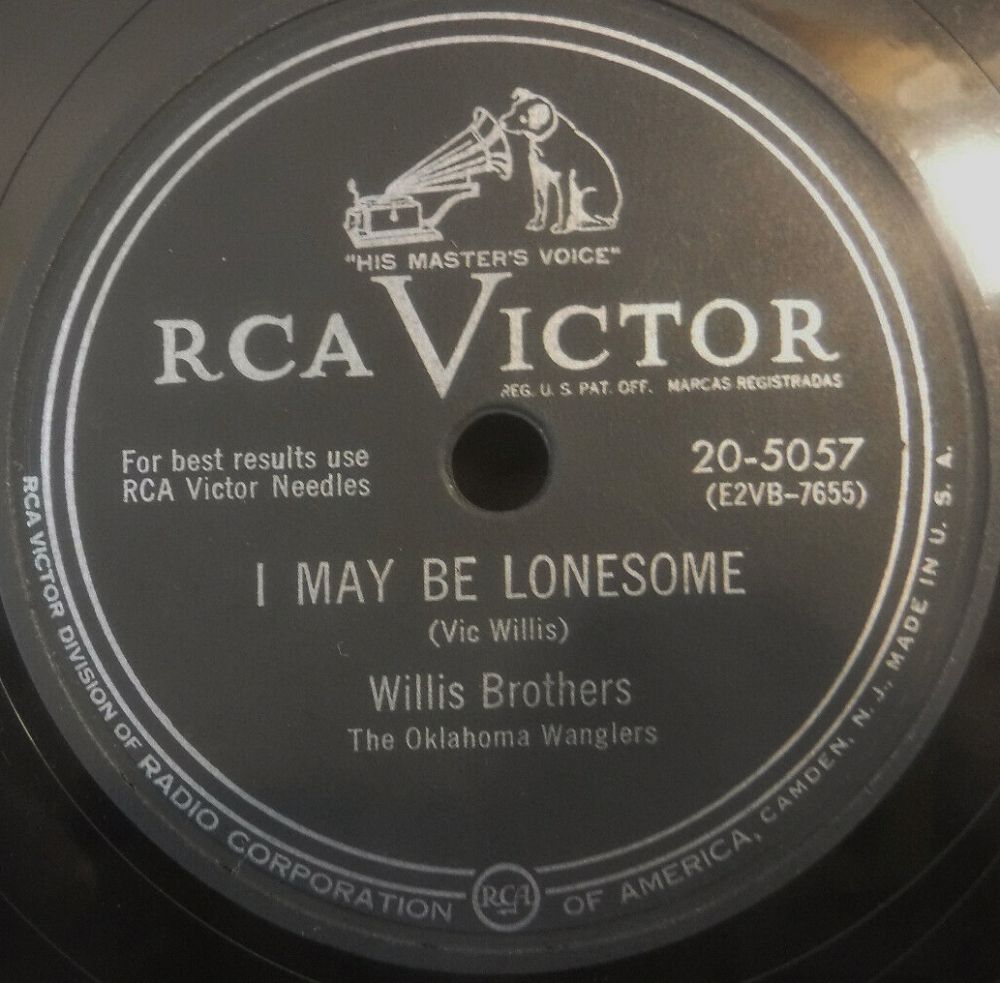 "HIS MASTER'S VOICE"
RCA VICTOR
REG. U. S. PAT. OFF. MARCAS REGISTRADAS
For best results use
RCA Victor Needles
20-5057
(E2VB-7655)
I MAY BE LONESOME
(Vic Willis)
Willis Brothers
The Oklahoma Wanglers
RCA VICTOR DIVISION OF RADIO CORPORATION RCA OF AMERICA, CAMDEN, N. J., MADE IN U. S. A.